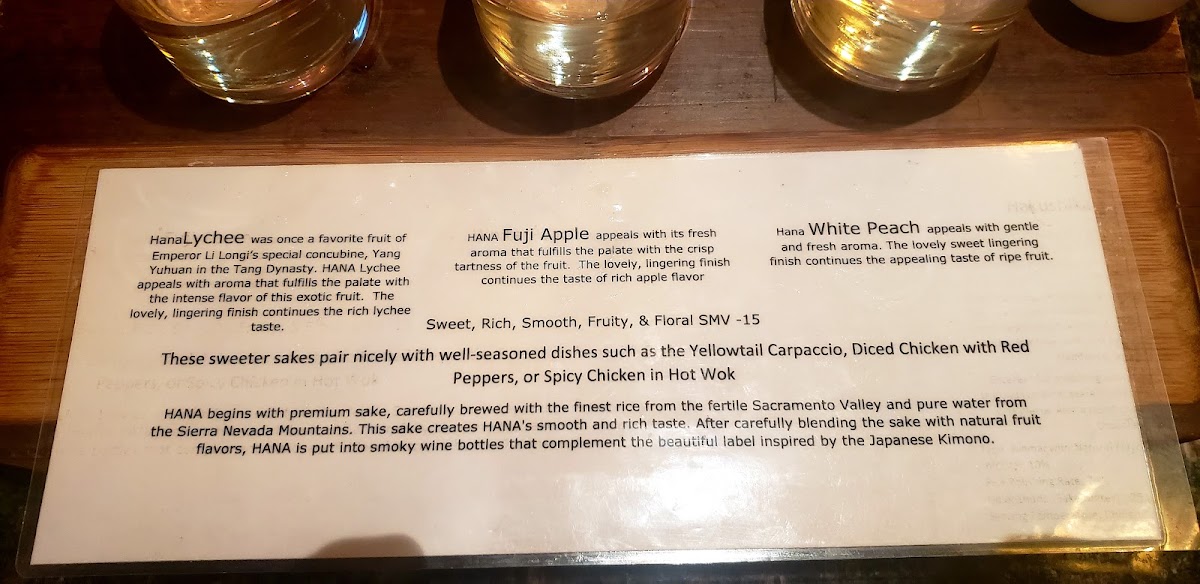 HanaLychee was once a favorite fruit of
Emperor Li Longi's special concubine, Yang
Yuhuan in the Tang Dynasty. HANA Lychee
appeals with aroma that fulfills the palate with
the intense flavor of this exotic fruit. The
lovely, lingering finish continues the rich lychee
taste.
HANA Fuji Apple appeals with its fresh
aroma that fulfills the palate with the crisp
tartness of the fruit. The lovely, lingering finish
continues the taste of rich apple flavor
Hana White Peach appeals with gentle
and fresh aroma. The lovely sweet lingering
finish continues the appealing taste of ripe fruit.
Sweet, Rich, Smooth, Fruity, & Floral SMV -15
These sweeter sakes pair nicely with well-seasoned dishes such as the Yellowtail Carpaccio, Diced Chicken with Red
Peppers, or Spicy Chicken in Hot Wok
HANA begins with premium sake, carefully brewed with the finest rice from the fertile Sacramento Valley and pure water from
the Sierra Nevada Mountains. This sake creates HANA's smooth and rich taste. After carefully blending the sake with natural fruit
flavors, HANA is put into smoky wine bottles that complement the beautiful label inspired by the Japanese Kimono.
Peppers, or Spicy Chicken in Hot Wok